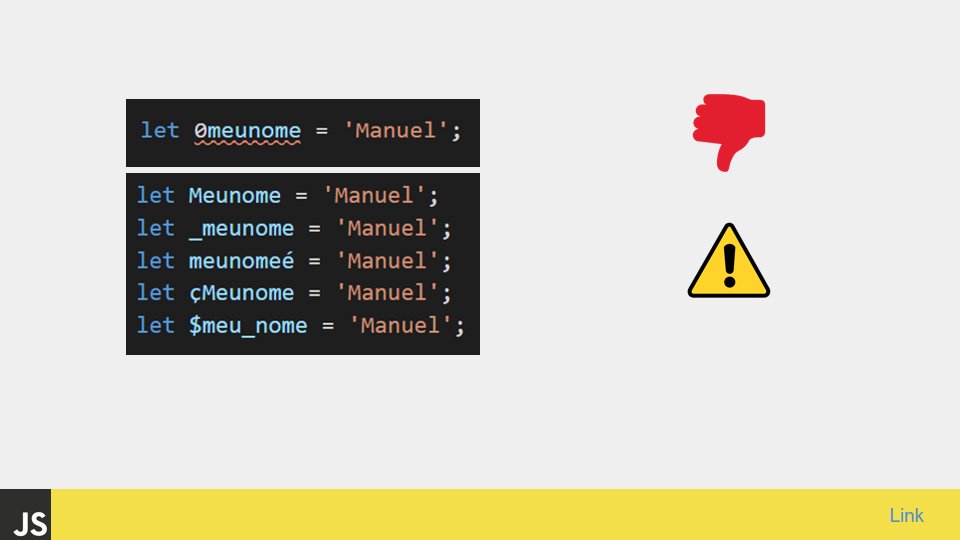 let 0meunome = 'Manuel';
let Meunome = 'Manuel';
let _meunome = 'Manuel';
let meunomeé = 'Manuel';
let çMeunome = 'Manuel';
let $meu_nome = 'Manuel';
JS
Link